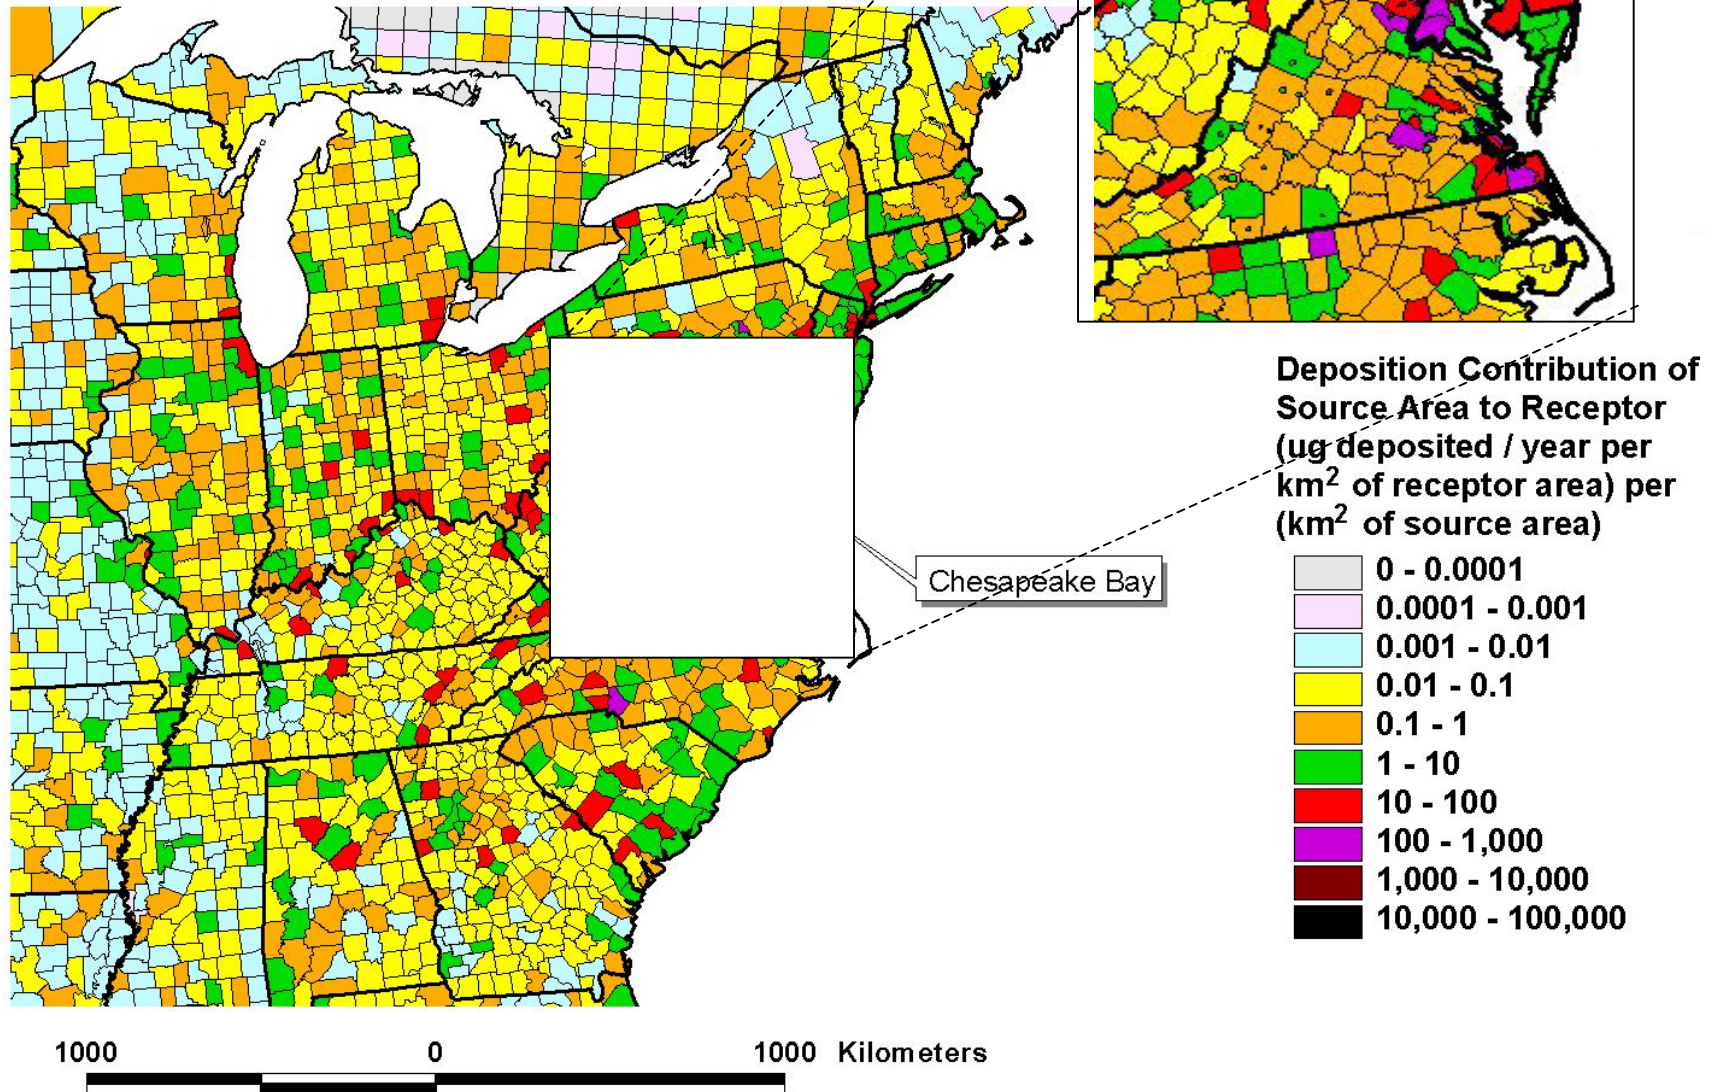 Deposition Contribution of
Source Area to Receptor
(ug deposited / year per
km2 of receptor area) per
(km2 of source area)
0 - 0.0001
0.0001 - 0.001
0.001 - 0.01
0.01 - 0.1
0.1 - 1
1 - 10
10 - 100
100 - 1,000
1,000 - 10,000
10,000 - 100,000
Chesapeake Bay
1000 0 1000 Kilometers